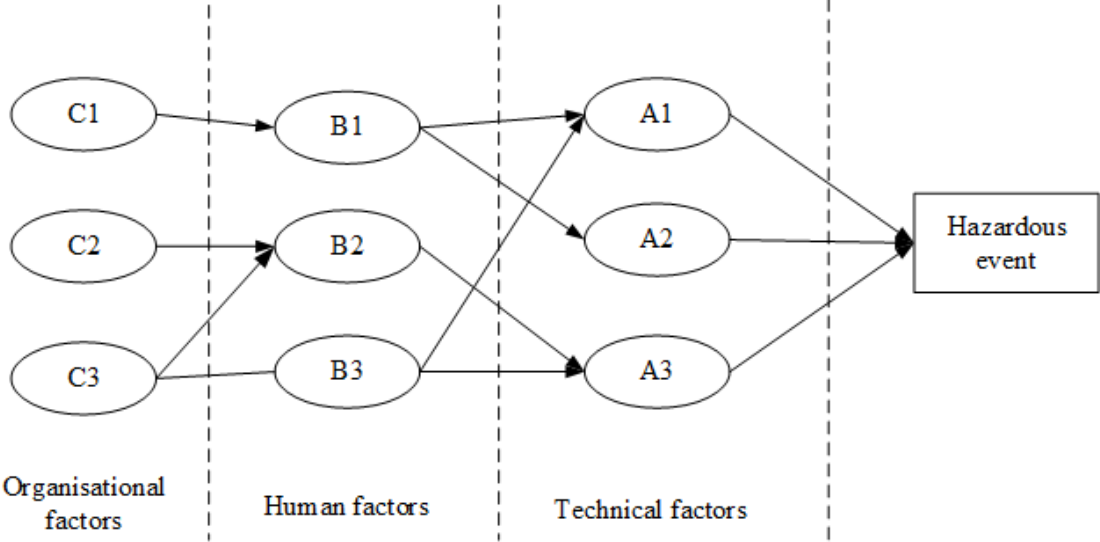 C1
B1
A1
C2
B2
A2
Hazardous
event
C3
B3
A3
Organisational
factors
Human factors
Technical factors